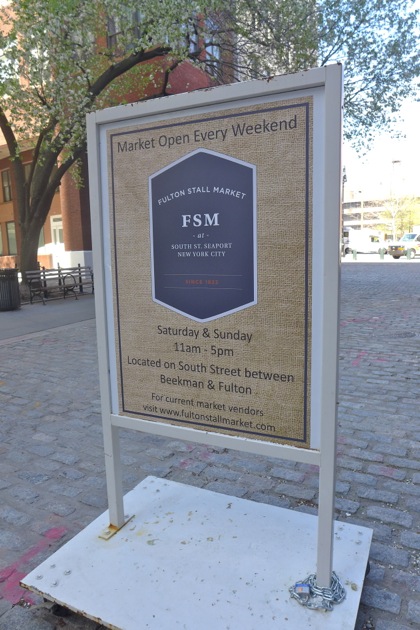 Market Open Every Weekend
FULTON STALL MARKET
FSM
- at -
SOUTH ST. SEAPORT
NEW YORK CITY
Saturday & Sunday
11am - 5pm
Located on South Street between
Beekman & Fulton
For current market vendors
visit www.fultonstallmarket.com